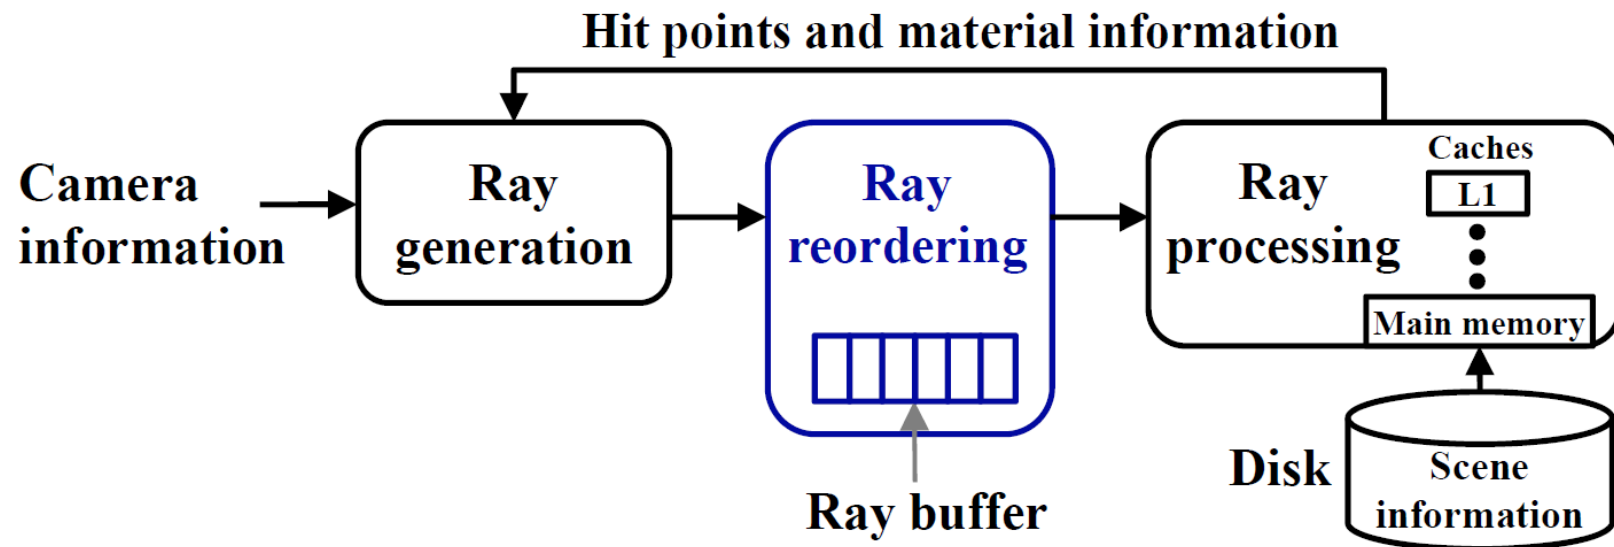 Hit points and material information
Camera
information
Ray
generation
Ray
reordering
Ray buffer
Ray
processing
Caches
L1
Main memory
Disk
Scene
information